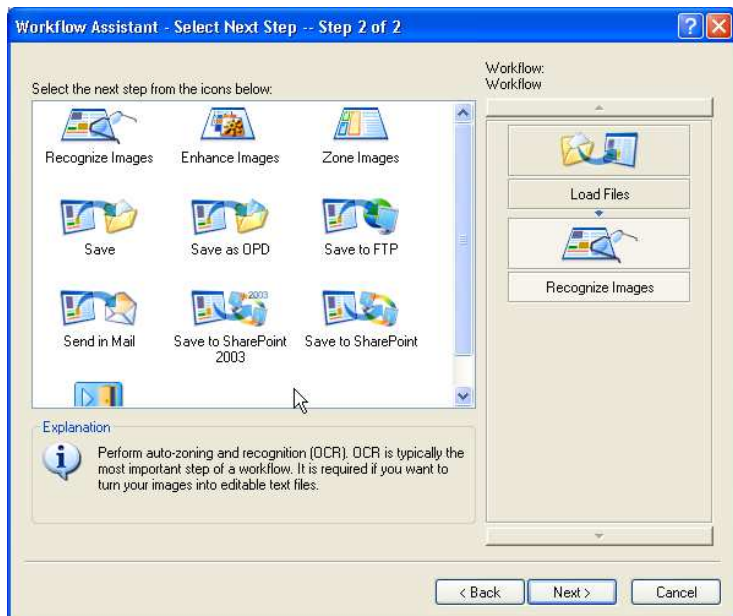 Workflow Assistant - Select Next Step -- Step 2 of 2
Select the next step from the icons below:
Recognize Images
Enhance Images
Zone Images
Save
Save as OPD
Save to FTP
2003
Send in Mail
Save to SharePoint
2003
Save to SharePoint
Explanation
Perform auto-zoning and recognition (OCR). OCR is typically the
most important step of a workflow. It is required if you want to
turn your images into editable text files.
Workflow:
Workflow
Load Files
Recognize Images
< Back
Next >
Cancel